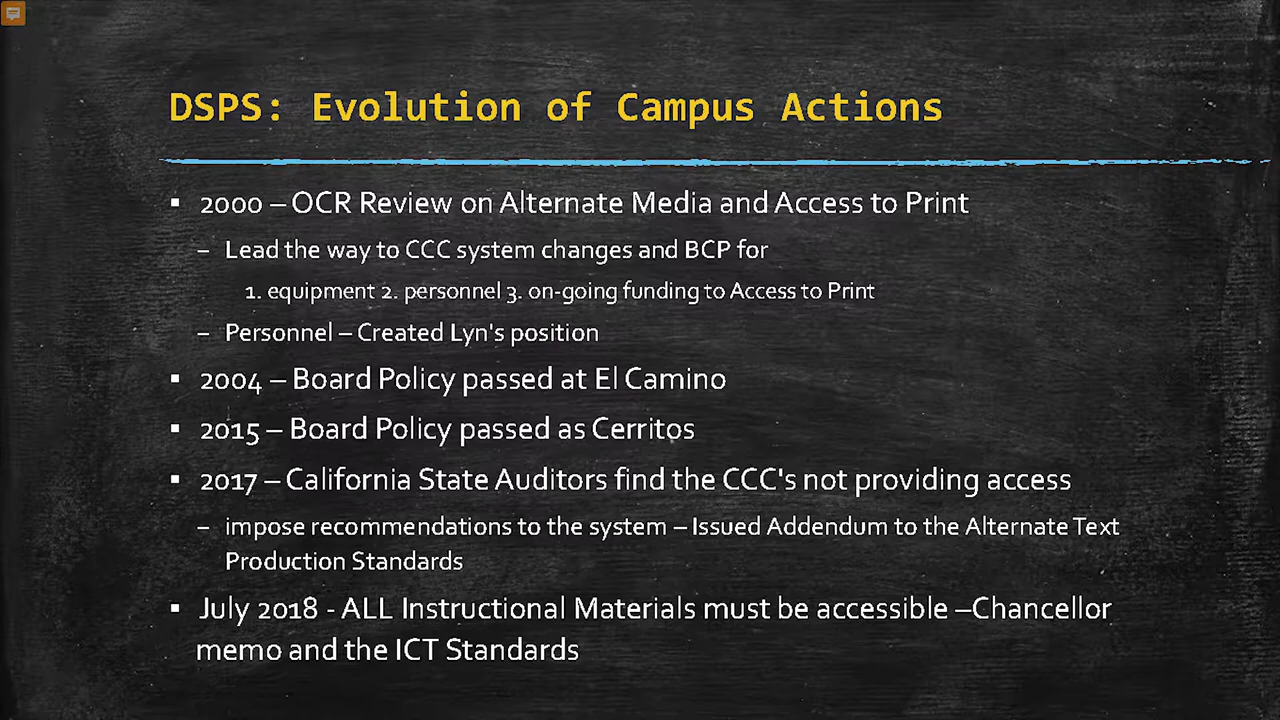 DSPS: Evolution of Campus Actions
▪ 2000 – OCR Review on Alternate Media and Access to Print
– Lead the way to CCC system changes and BCP for
1. equipment 2. personnel 3. on-going funding to Access to Print
– Personnel – Created Lyn's position
▪ 2004 – Board Policy passed at El Camino
▪ 2015 – Board Policy passed as Cerritos
▪ 2017 – California State Auditors find the CCC's not providing access
– impose recommendations to the system – Issued Addendum to the Alternate Text
Production Standards
▪ July 2018 - ALL Instructional Materials must be accessible –Chancellor
memo and the ICT Standards